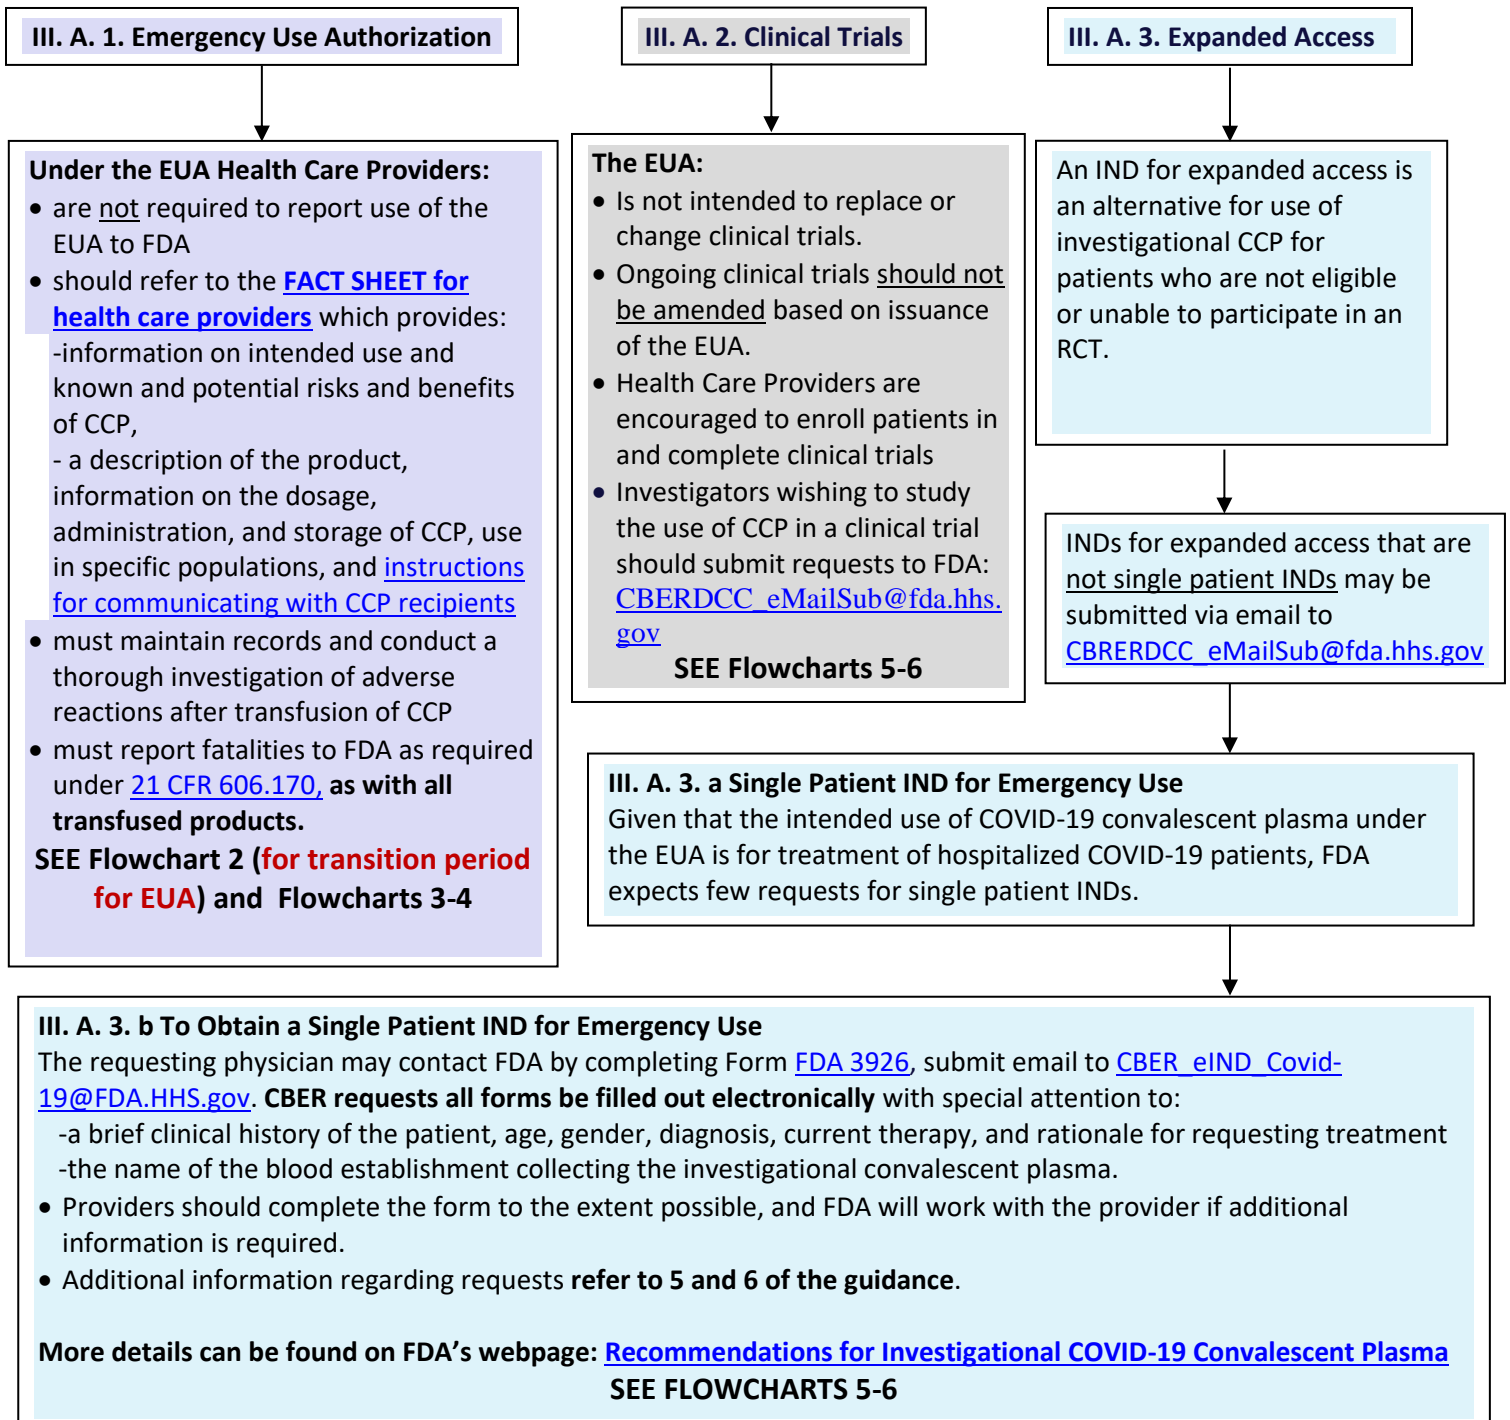 III. A. 1. Emergency Use Authorization
III. A. 2. Clinical Trials
III. A. 3. Expanded Access
Under the EUA Health Care Providers:
• are not required to report use of the
EUA to FDA
• should refer to the FACT SHEET for
health care providers which provides:
-information on intended use and
known and potential risks and benefits
of CCP,
- a description of the product,
information on the dosage,
administration, and storage of CCP, use
in specific populations, and instructions
for communicating with CCP recipients
• must maintain records and conduct a
thorough investigation of adverse
reactions after transfusion of CCP
• must report fatalities to FDA as required
under 21 CFR 606.170, as with all
transfused products.
SEE Flowchart 2 (for transition period
for EUA) and Flowcharts 3-4
The EUA:
• Is not intended to replace or
change clinical trials.
• Ongoing clinical trials should not
be amended based on issuance
of the EUA.
• Health Care Providers are
encouraged to enroll patients in
and complete clinical trials
• Investigators wishing to study
the use of CCP in a clinical trial
should submit requests to FDA:
CBERDCC_eMailSub@fda.hhs.
gov
SEE Flowcharts 5-6
An IND for expanded access is
an alternative for use of
investigational CCP for
patients who are not eligible
or unable to participate in an
RCT.
INDs for expanded access that are
not single patient INDs may be
submitted via email to
CBRERDCC_eMailSub@fda.hhs.gov
III. A. 3. a Single Patient IND for Emergency Use
Given that the intended use of COVID-19 convalescent plasma under
the EUA is for treatment of hospitalized COVID-19 patients, FDA
expects few requests for single patient INDs.
III. A. 3. b To Obtain a Single Patient IND for Emergency Use
The requesting physician may contact FDA by completing Form FDA 3926, submit email to CBER_eIND_Covid-
19@FDA.HHS.gov. CBER requests all forms be filled out electronically with special attention to:
-a brief clinical history of the patient, age, gender, diagnosis, current therapy, and rationale for requesting treatment
-the name of the blood establishment collecting the investigational convalescent plasma.
• Providers should complete the form to the extent possible, and FDA will work with the provider if additional
information is required.
• Additional information regarding requests refer to 5 and 6 of the guidance.
More details can be found on FDA's webpage: Recommendations for Investigational COVID-19 Convalescent Plasma
SEE FLOWCHARTS 5-6